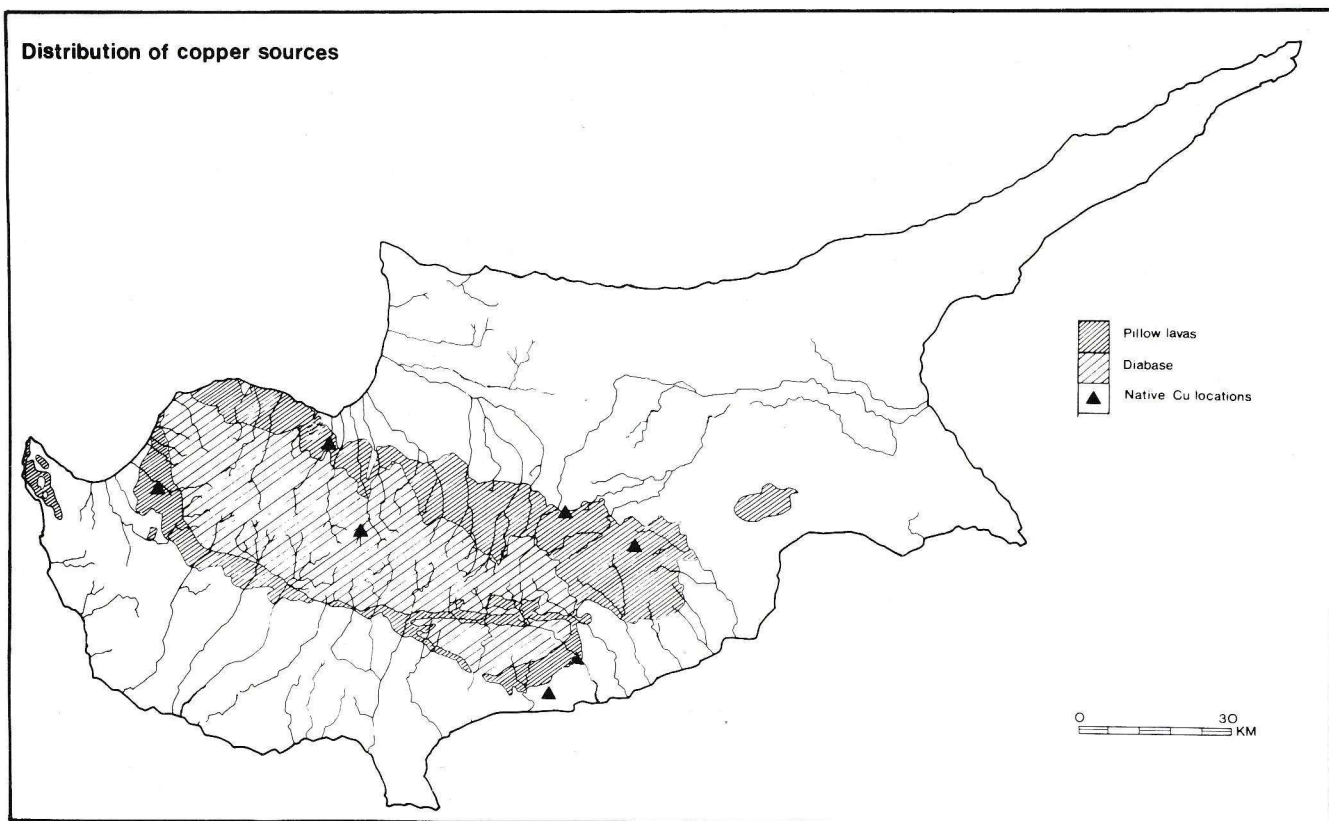 Distribution of copper sources
Pillow lavas
Diabase
Native Cu locations
0 30
KM